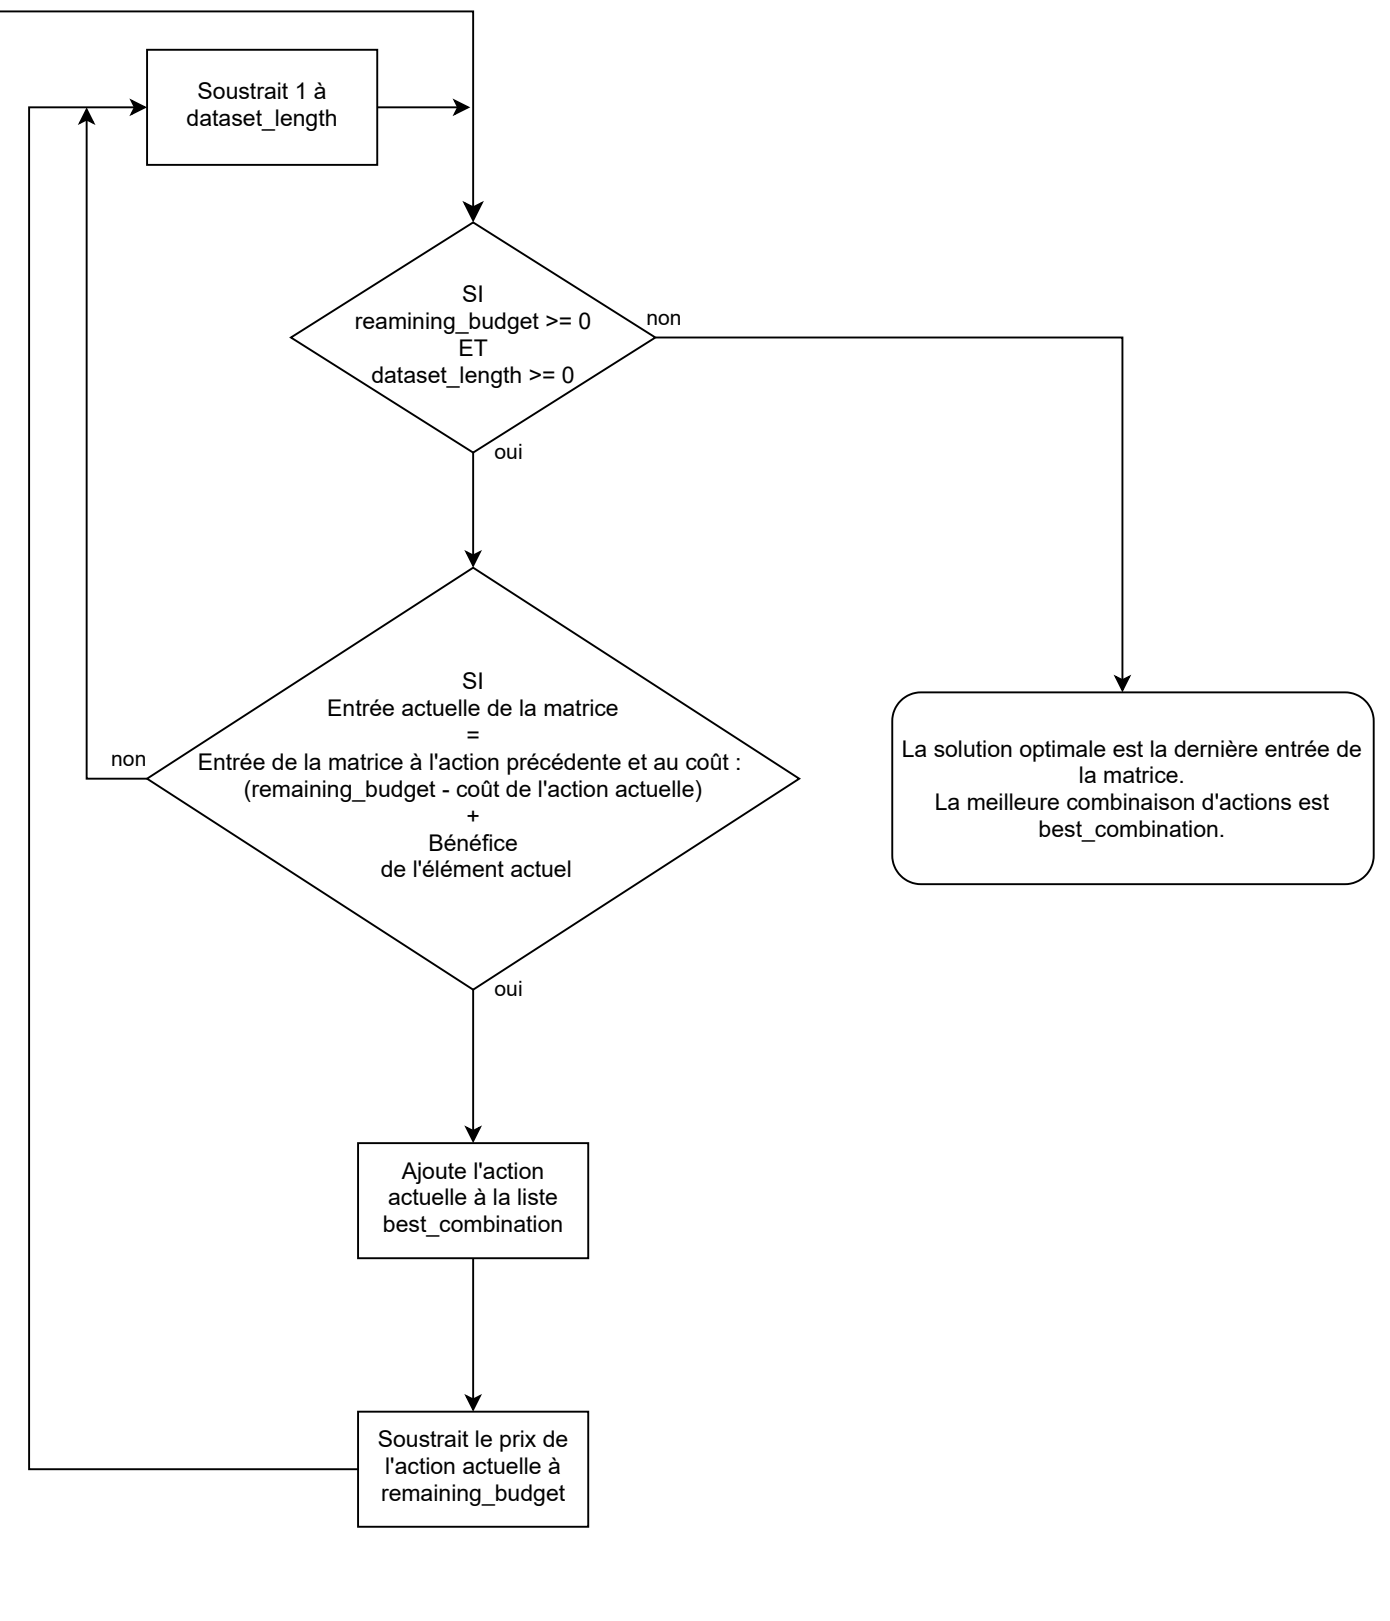 Soustrait 1 à
dataset_length
SI
reamining_budget >= 0
ET
dataset_length >= 0
non
oui
SI
Entrée actuelle de la matrice
=
Entrée de la matrice à l'action précédente et au coût :
(remaining_budget - coût de l'action actuelle)
+
Bénéfice
de l'élément actuel
non
oui
La solution optimale est la dernière entrée de
la matrice.
La meilleure combinaison d'actions est
best_combination.
Ajoute l'action
actuelle à la liste
best_combination
Soustrait le prix de
l'action actuelle à
remaining_budget